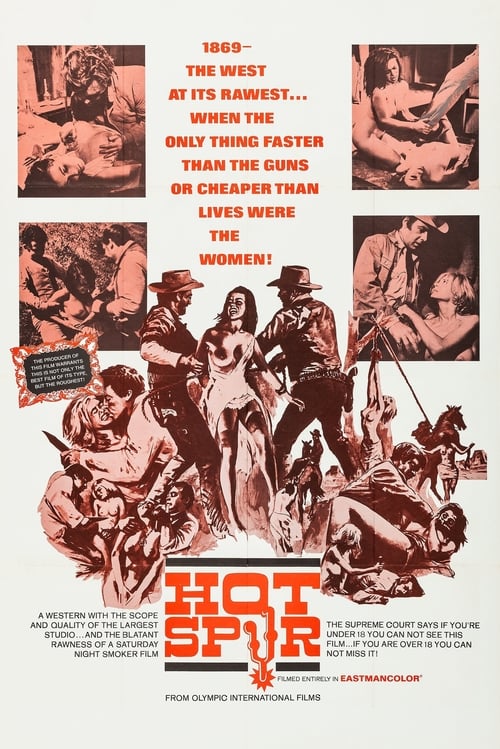 1869–
THE WEST
AT ITS RAWEST...
WHEN THE
ONLY THING FASTER
THAN THE GUNS
OR CHEAPER THAN
LIVES WERE
THE
WOMEN!
THE PRODUCER OF
THIS FILM WARRANTS
THIS IS NOT ONLY THE
BEST FILM OF ITS TYPE,
BUT THE ROUGHEST!
HOT
SPUR
A WESTERN WITH THE SCOPE
AND QUALITY OF THE LARGEST
STUDIO...AND THE BLATANT
RAWNESS OF A SATURDAY
NIGHT SMOKER FILM
THE SUPREME COURT SAYS IF YOU'RE
UNDER 18 YOU CAN NOT SEE THIS
FILM...IF YOU ARE OVER 18 YOU CAN
NOT MISS IT!
FILMED ENTIRELY IN EASTMANCOLOR®
FROM OLYMPIC INTERNATIONAL FILMS